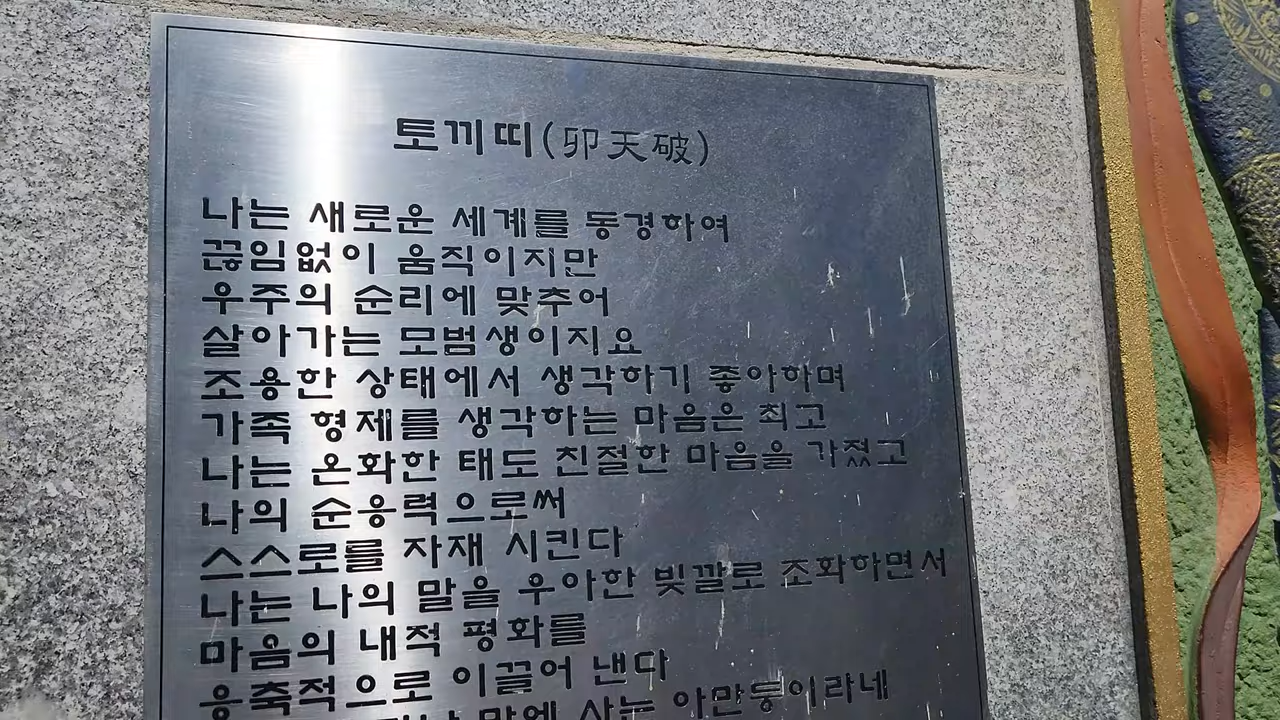 토끼띠(卯天破)
나는 새로운 세계를 동경하여
끊임없이 움직이지만
우주의 순리에 맞추어
살아가는 모범생이지요
조용한 상태에서 생각하기 좋아하며
가족 형제를 생각하는 마음은 최고
나는 온화한 태도 친절한 마음을 가졌고
나의 순응력으로써
스스로를 자재 시킨다
나는 나의 말을 우아한 빛깔로 조화하면서
마음의 내적 평화를
응축적으로 이끌어 낸다
사는